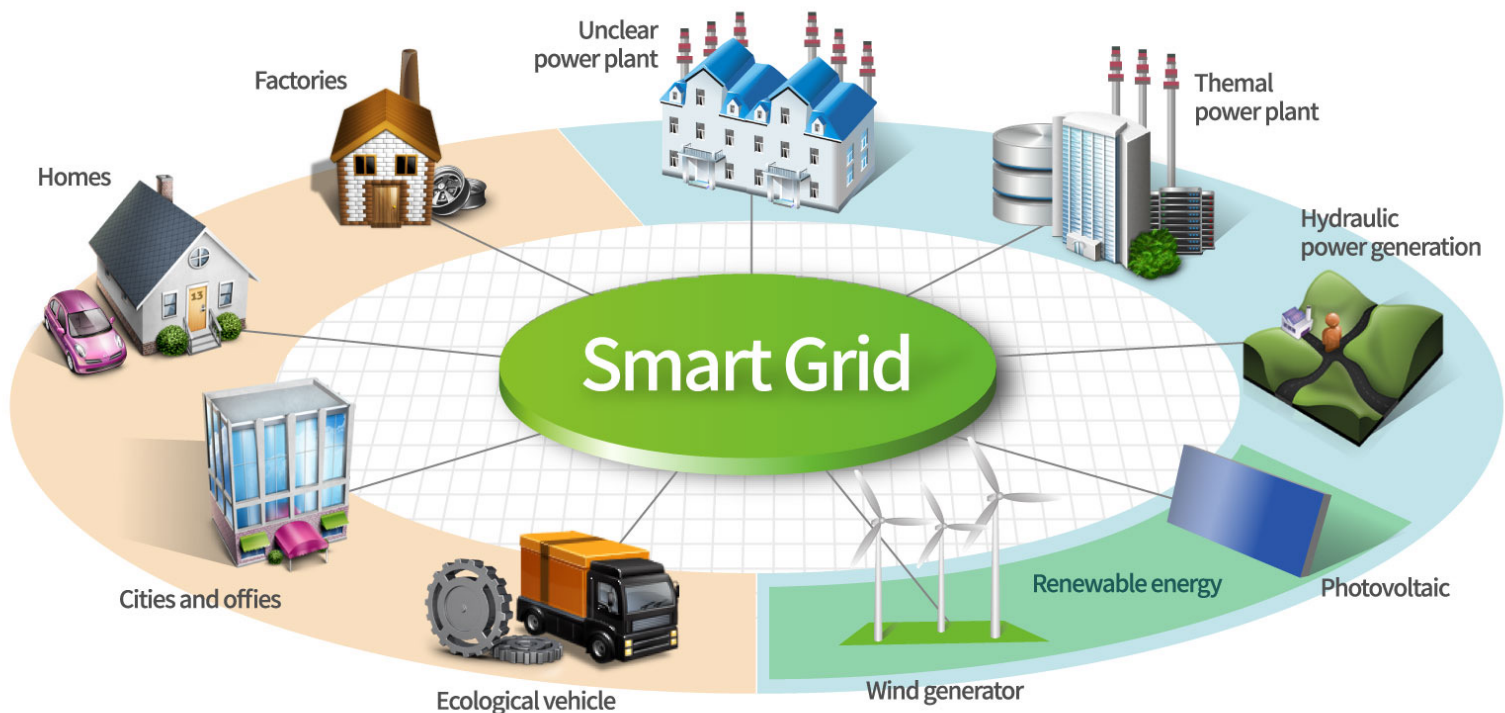 Unclear
power plant
Factories
Themal
power plant
Homes
Hydraulic
power generation
13
Smart Grid
Renewable energy
Photovoltaic
Cities and offies
Wind generator
Ecological vehicle